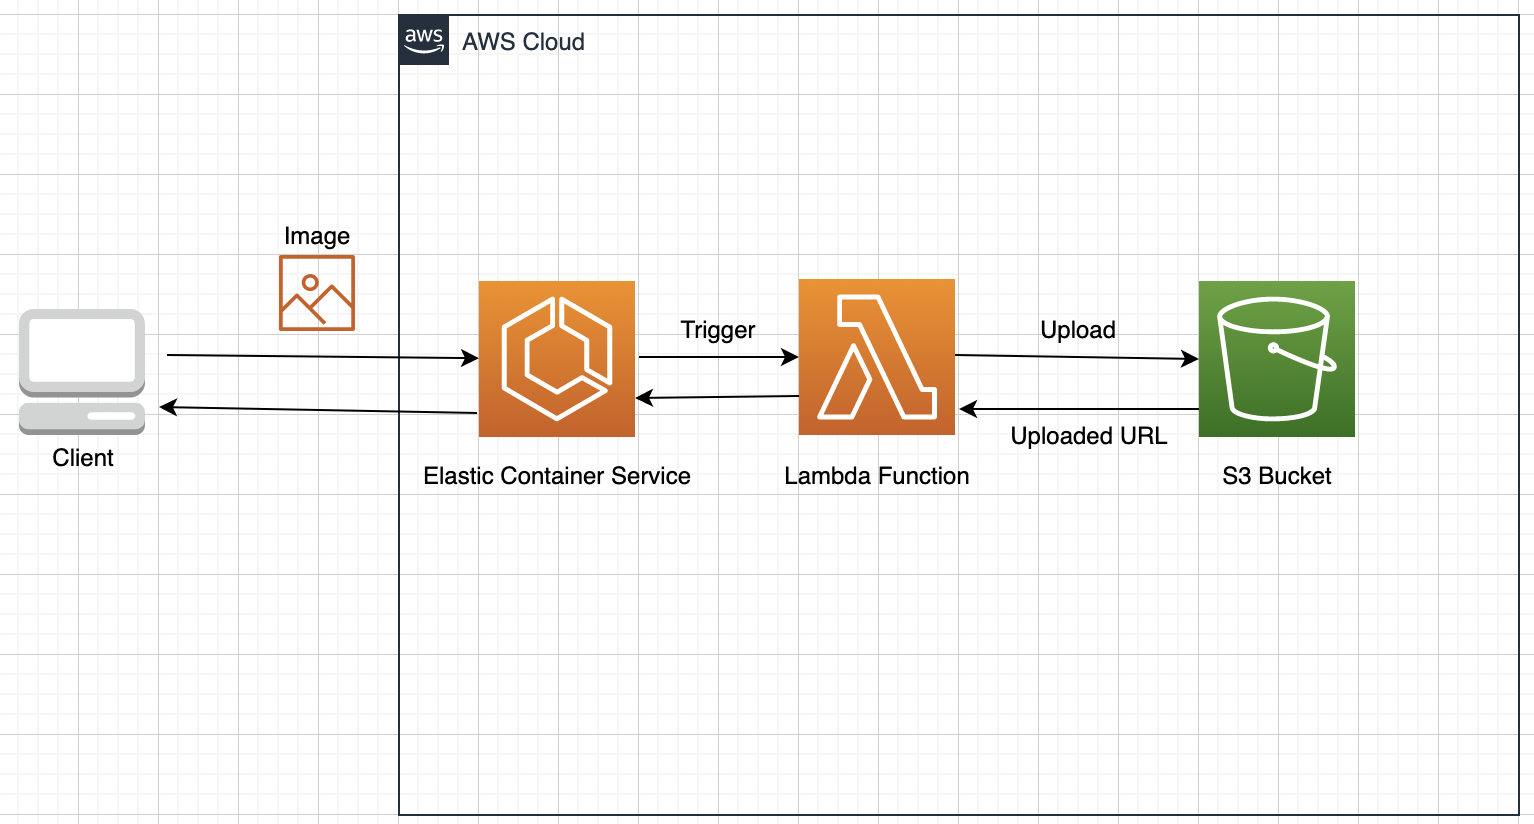 aws
AWS Cloud
Image
Trigger
Upload
Uploaded URL
Client
Elastic Container Service
Lambda Function
S3 Bucket